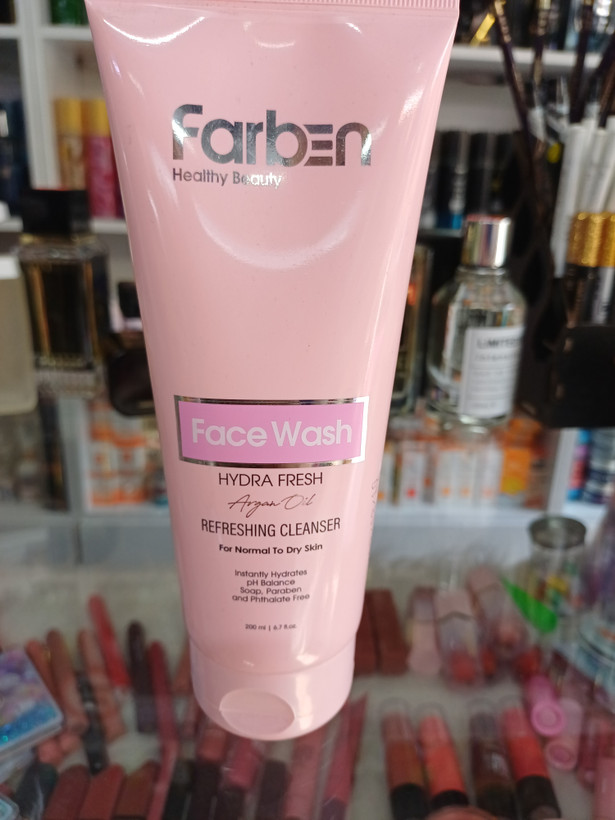 Farben
Healthy Beauty
Face Wash
HYDRA FRESH
Argan Oil
REFRESHING CLEANSER
For Normal To Dry Skin
Instantly Hydrates
pH Balance
Soap, Paraben
and Phthalate Free
200 ml | 6.7 fl.oz.
LIMITED